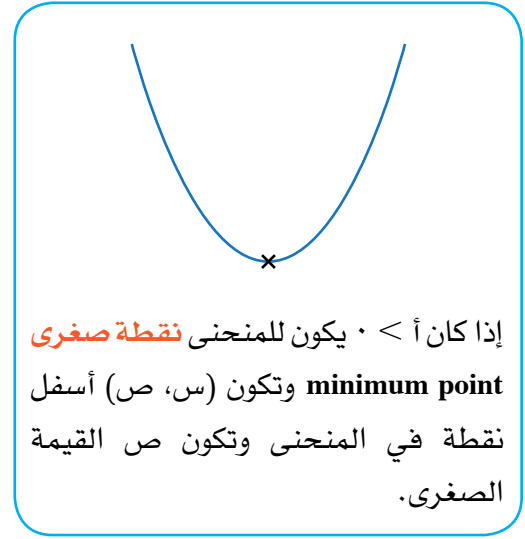 إذا كان أ > ٠ يكون للمنحنى نقطة صغرى
minimum point وتكون (س، ص) أسفل
نقطة في المنحنى وتكون ص القيمة
الصغرى.